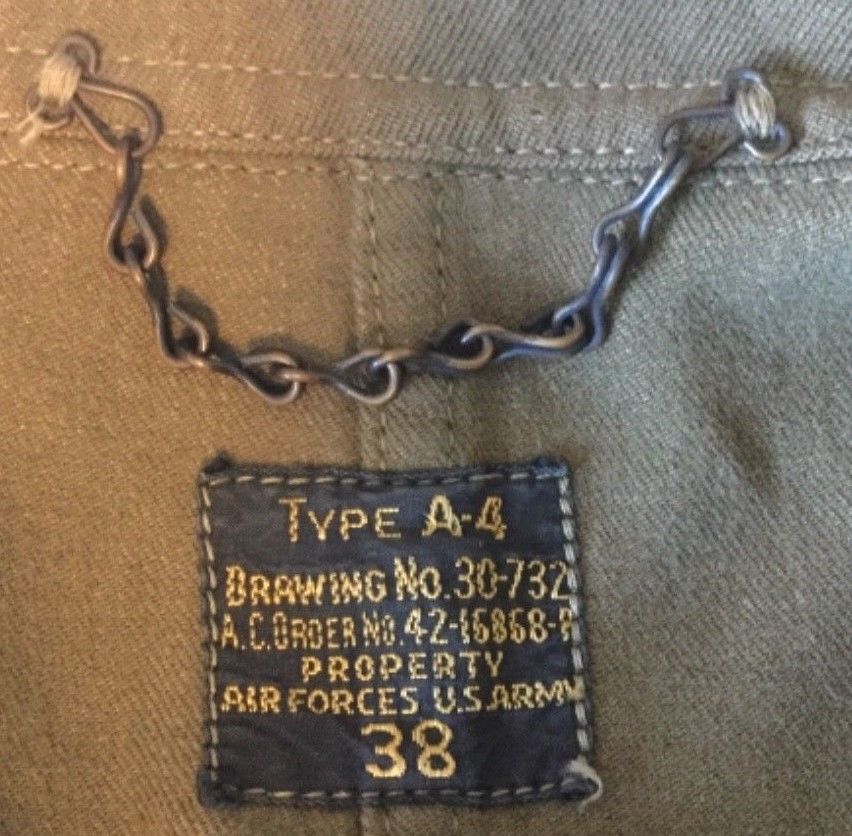 TYPE A-4
DRAWING No. 30-732
A.C. ORDER No. 42-16868-P
PROPERTY
AIR FORCES U.S. ARMY
38